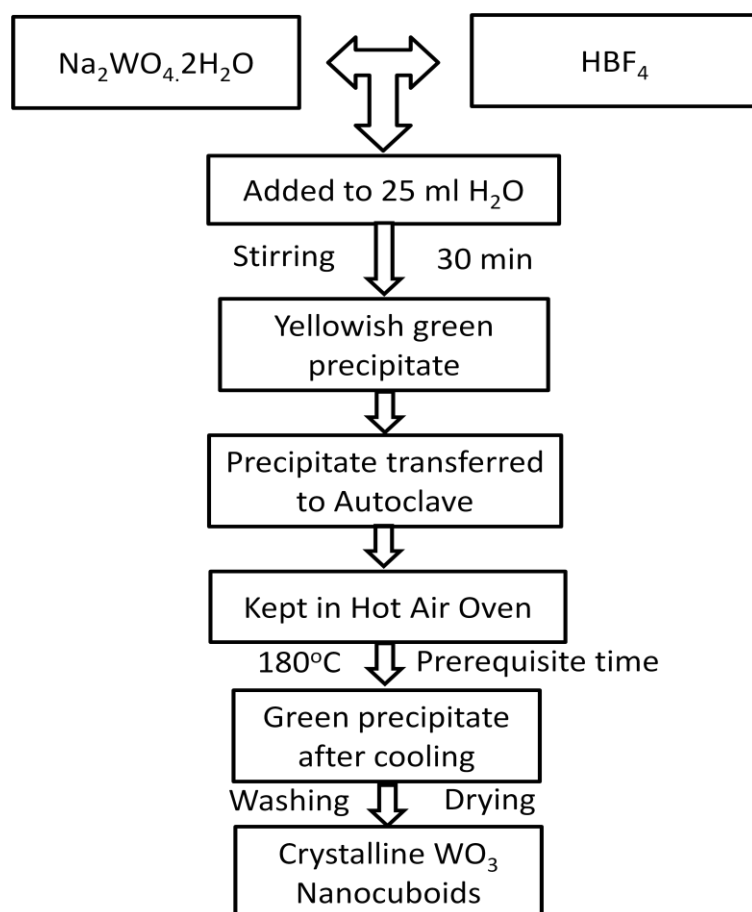 Na₂WO₄.2H₂O
HBF₄
Added to 25 ml H₂O
Stirring 30 min
Yellowish green
precipitate
Precipitate transferred
to Autoclave
Kept in Hot Air Oven
180°C Prerequisite time
Green precipitate
after cooling
Washing Drying
Crystalline WO₃
Nanocuboids